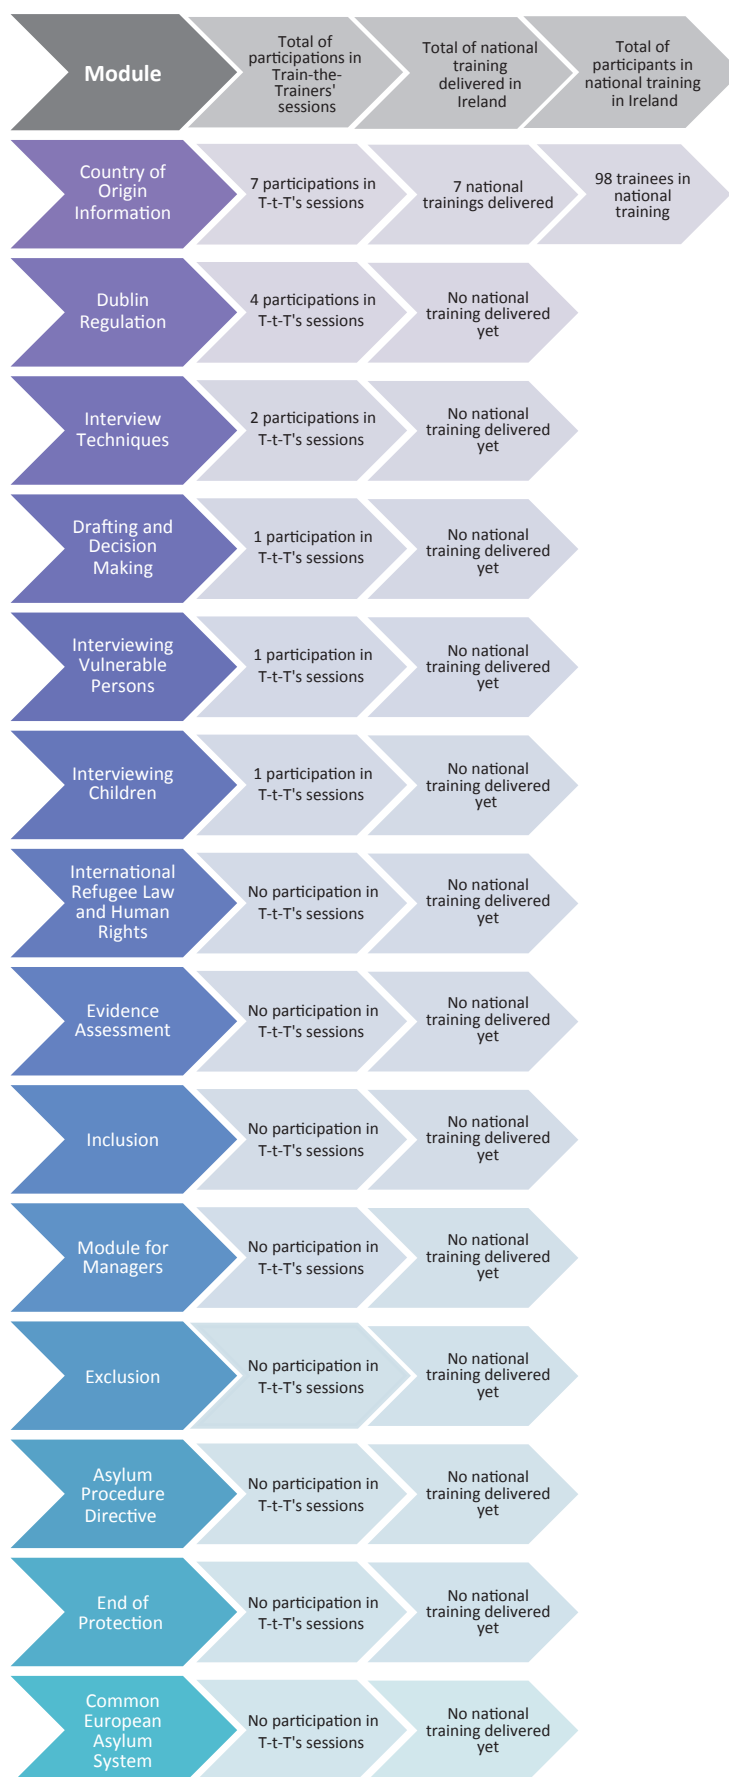 Module
Total of
participations in
Train-the-
Trainers'
sessions
Total of national
training
delivered in
Ireland
Total of
participants in
national training
in Ireland
Country of
Origin
Information
7 participations in
T-t-T's sessions
7 national
trainings delivered
98 trainees in
national
training
Dublin
Regulation
4 participations in
T-t-T's sessions
No national
training delivered
yet
Interview
Techniques
2 participations in
T-t-T's sessions
No national
training delivered
yet
Drafting and
Decision
Making
1 participation in
T-t-T's sessions
No national
training delivered
yet
Interviewing
Vulnerable
Persons
1 participation in
T-t-T's sessions
No national
training delivered
yet
Interviewing
Children
1 participation in
T-t-T's sessions
No national
training delivered
yet
International
Refugee Law
and Human
Rights
No participation in
T-t-T's sessions
No national
training delivered
yet
Evidence
Assessment
No participation in
T-t-T's sessions
No national
training delivered
yet
Inclusion
No participation in
T-t-T's sessions
No national
training delivered
yet
Module for
Managers
No participation in
T-t-T's sessions
No national
training delivered
yet
Exclusion
No participation in
T-t-T's sessions
No national
training delivered
yet
Asylum
Procedure
Directive
No participation in
T-t-T's sessions
No national
training delivered
yet
End of
Protection
No participation in
T-t-T's sessions
No national
training delivered
yet
Common
European
Asylum
System
No participation in
T-t-T's sessions
No national
training delivered
yet